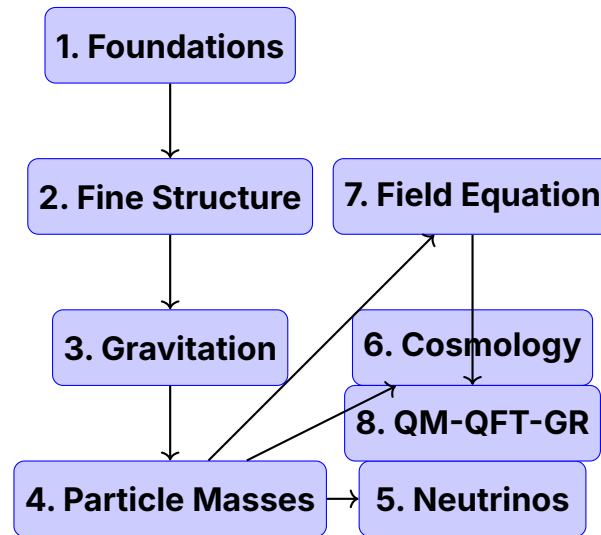 1. Foundations
2. Fine Structure
7. Field Equation
3. Gravitation
6. Cosmology
8. QM-QFT-GR
4. Particle Masses
5. Neutrinos